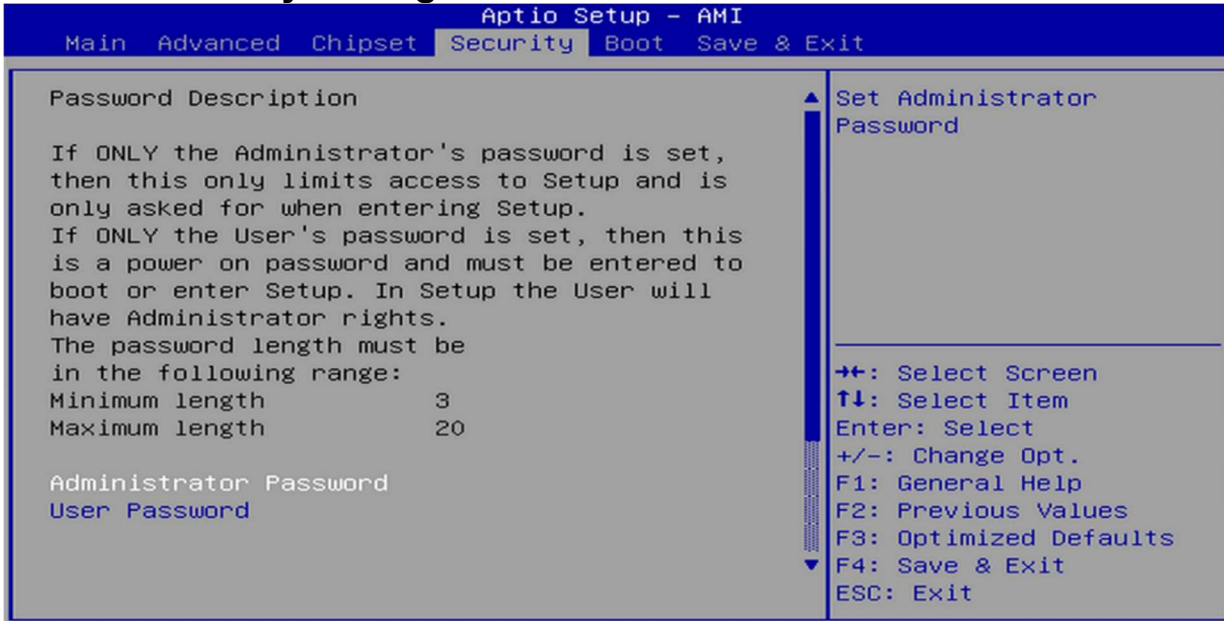 Aptio Setup – AMI
Main Advanced Chipset Security Boot Save & Exit
Password Description
If ONLY the Administrator's password is set,
then this only limits access to Setup and is
only asked for when entering Setup.
If ONLY the User's password is set, then this
is a power on password and must be entered to
boot or enter Setup. In Setup the User will
have Administrator rights.
The password length must be
in the following range:
Minimum length 3
Maximum length 20
Administrator Password
User Password
Set Administrator
Password
→←: Select Screen
↑↓: Select Item
Enter: Select
+/-: Change Opt.
F1: General Help
F2: Previous Values
F3: Optimized Defaults
F4: Save & Exit
ESC: Exit